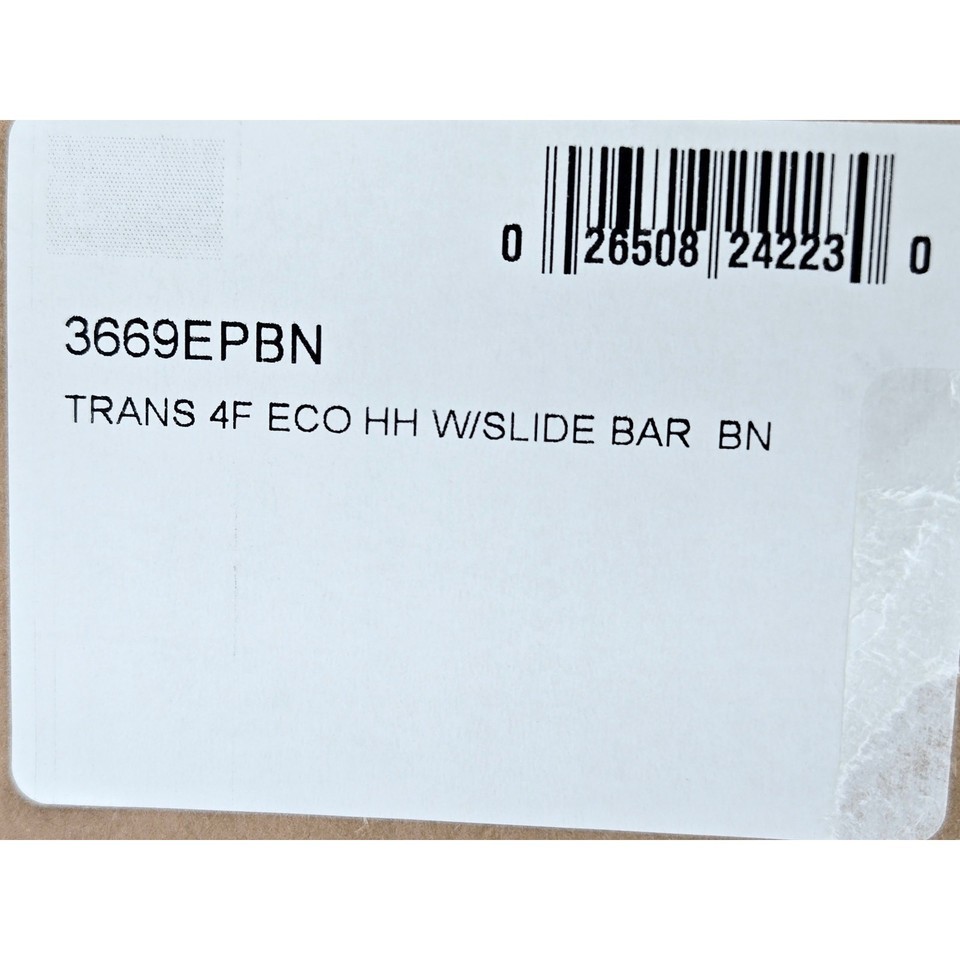 0 26508 24223 0
3669EPBN
TRANS 4F ECO HH W/SLIDE BAR BN